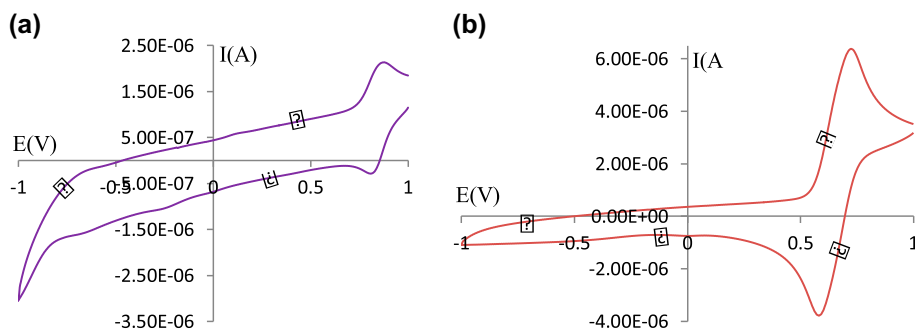 (a)
2.50E-06
I(A)
1.50E-06
5.00E-07
E(V)
-1 -0.5 0 0.5 1
-5.00E-07
-1.50E-06
-2.50E-06
-3.50E-06
?
?
?
¿
(b)
6.00E-06
I(A
4.00E-06
2.00E-06
E(V)
0.00E+00
-1 -0.5 0 0.5 1
-2.00E-06
-4.00E-06
?
?
¿
¿